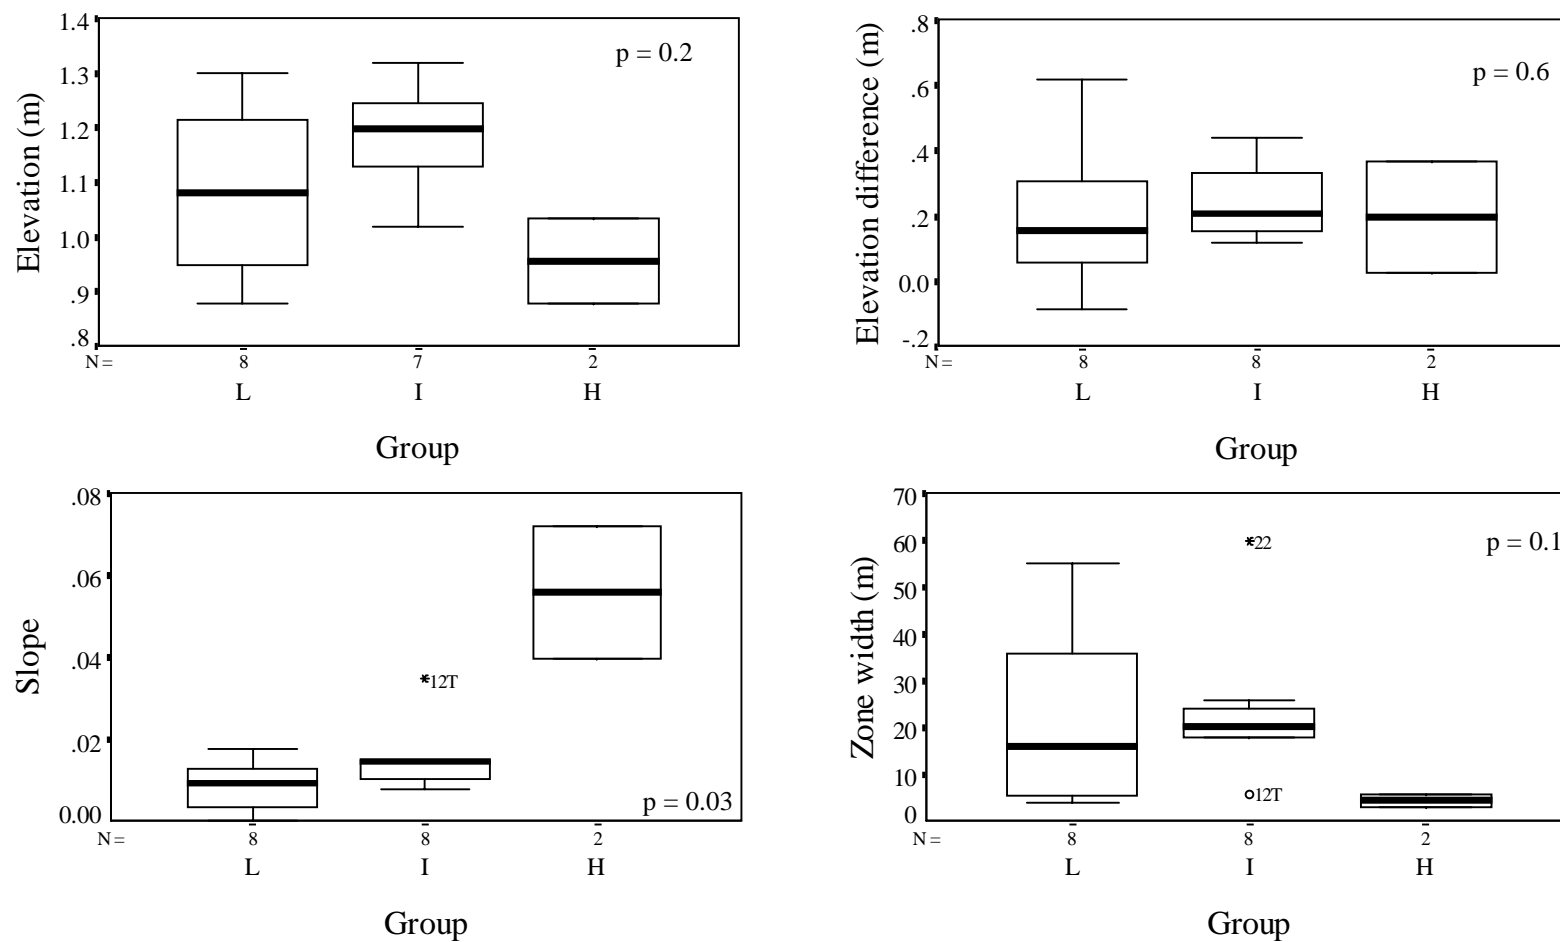 Elevation (m)
1.4
1.3
1.2
1.1
1.0
.9
.8
p = 0.2
N = 8 7 2
L I H
Group
Elevation difference (m)
.8
.6
.4
.2
0.0
-.2
p = 0.6
N = 8 8 2
L I H
Group
Slope
.08
.06
.04
.02
0.00
*12T
p = 0.03
N = 8 8 2
L I H
Group
Zone width (m)
70
60
50
40
30
20
10
0
*22
p = 0.1
12T
N = 8 8 2
L I H
Group